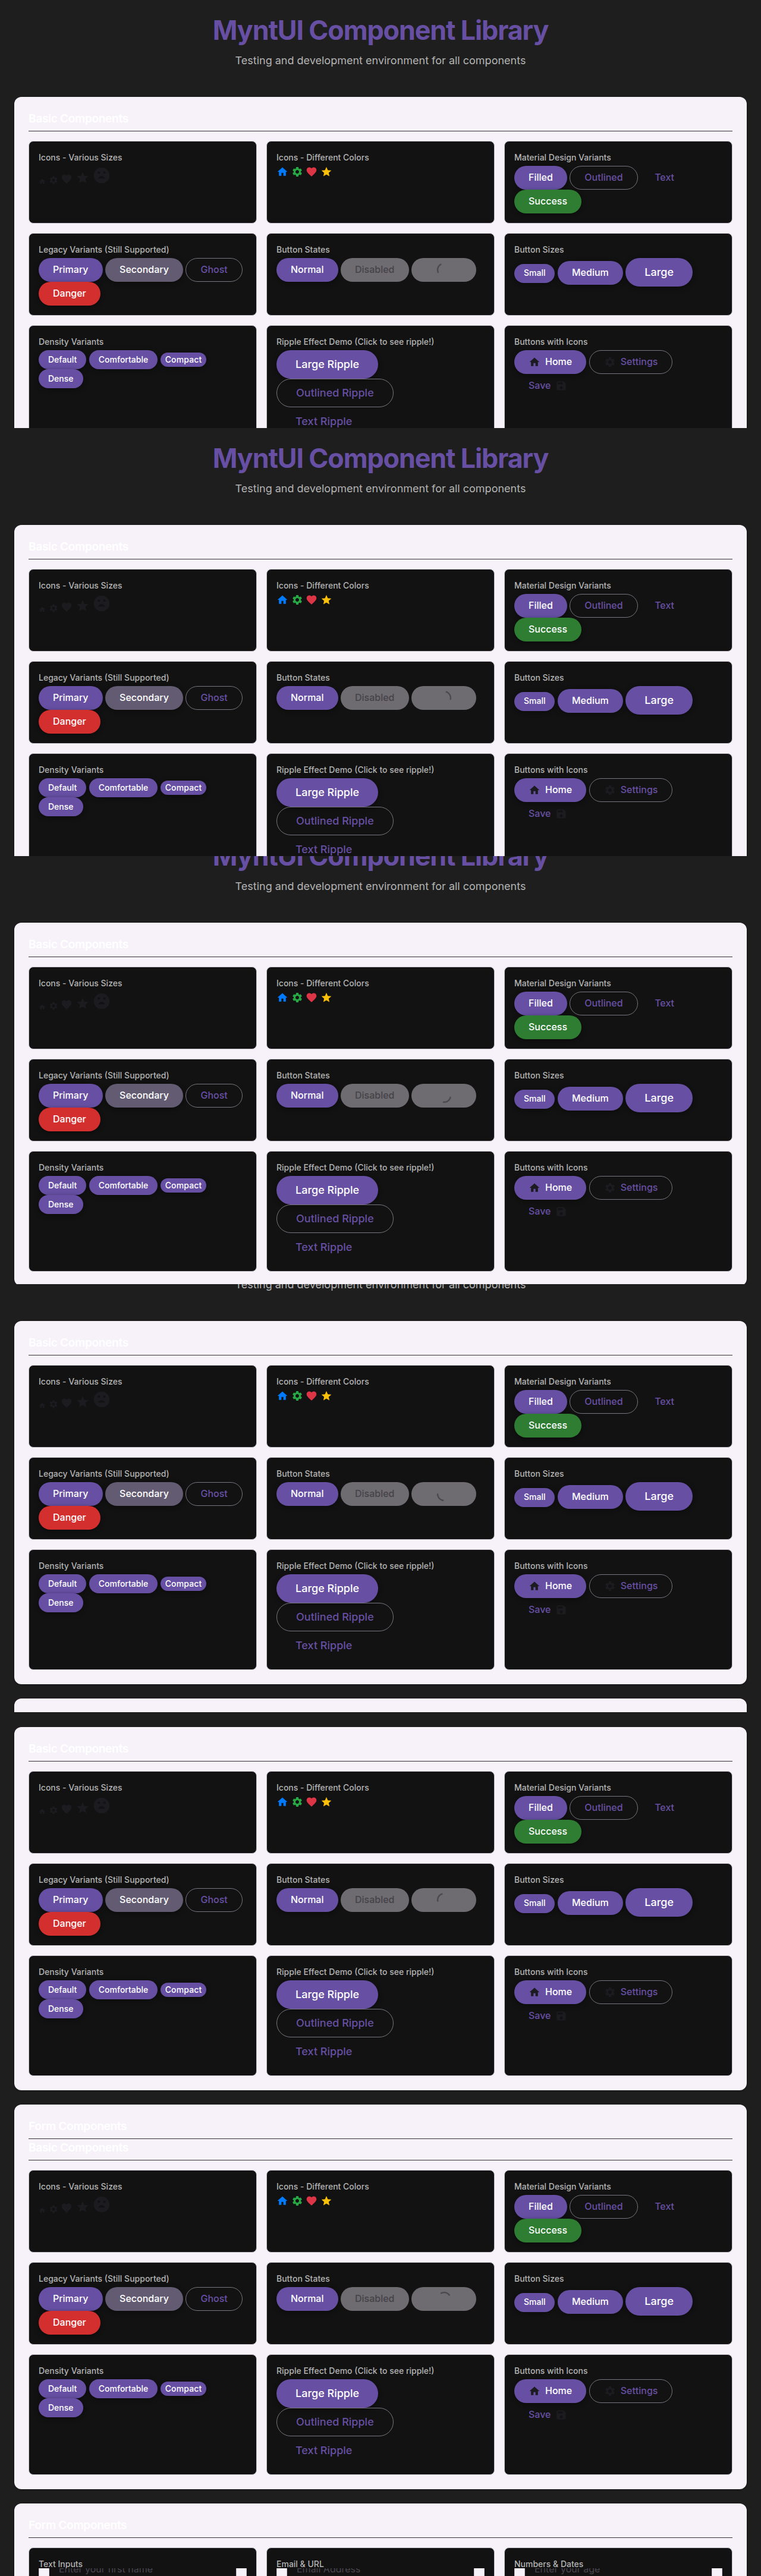 MyntUI Component Library
Testing and development environment for all components
Basic Components
Icons - Various Sizes
Icons - Different Colors
Material Design Variants
Filled
Outlined
Text
Success
Legacy Variants (Still Supported)
Primary
Secondary
Ghost
Danger
Button States
Normal
Disabled
Button Sizes
Small
Medium
Large
Density Variants
Default
Comfortable
Compact
Dense
Ripple Effect Demo (Click to see ripple!)
Large Ripple
Outlined Ripple
Text Ripple
Buttons with Icons
Home
Settings
Save
MyntUI Component Library
Testing and development environment for all components
Basic Components
Icons - Various Sizes
Icons - Different Colors
Material Design Variants
Filled
Outlined
Text
Success
Legacy Variants (Still Supported)
Primary
Secondary
Ghost
Danger
Button States
Normal
Disabled
Button Sizes
Small
Medium
Large
Density Variants
Default
Comfortable
Compact
Dense
Ripple Effect Demo (Click to see ripple!)
Large Ripple
Outlined Ripple
Text Ripple
Buttons with Icons
Home
Settings
Save
MyntUI Component Library
Testing and development environment for all components
Basic Components
Icons - Various Sizes
Icons - Different Colors
Material Design Variants
Filled
Outlined
Text
Success
Legacy Variants (Still Supported)
Primary
Secondary
Ghost
Danger
Button States
Normal
Disabled
Button Sizes
Small
Medium
Large
Density Variants
Default
Comfortable
Compact
Dense
Ripple Effect Demo (Click to see ripple!)
Large Ripple
Outlined Ripple
Text Ripple
Buttons with Icons
Home
Settings
Save
Testing and development environment for all components
Basic Components
Icons - Various Sizes
Icons - Different Colors
Material Design Variants
Filled
Outlined
Text
Success
Legacy Variants (Still Supported)
Primary
Secondary
Ghost
Danger
Button States
Normal
Disabled
Button Sizes
Small
Medium
Large
Density Variants
Default
Comfortable
Compact
Dense
Ripple Effect Demo (Click to see ripple!)
Large Ripple
Outlined Ripple
Text Ripple
Buttons with Icons
Home
Settings
Save
Basic Components
Icons - Various Sizes
Icons - Different Colors
Material Design Variants
Filled
Outlined
Text
Success
Legacy Variants (Still Supported)
Primary
Secondary
Ghost
Danger
Button States
Normal
Disabled
Button Sizes
Small
Medium
Large
Density Variants
Default
Comfortable
Compact
Dense
Ripple Effect Demo (Click to see ripple!)
Large Ripple
Outlined Ripple
Text Ripple
Buttons with Icons
Home
Settings
Save
Form Components
Basic Components
Icons - Various Sizes
Icons - Different Colors
Material Design Variants
Filled
Outlined
Text
Success
Legacy Variants (Still Supported)
Primary
Secondary
Ghost
Danger
Button States
Normal
Disabled
Button Sizes
Small
Medium
Large
Density Variants
Default
Comfortable
Compact
Dense
Ripple Effect Demo (Click to see ripple!)
Large Ripple
Outlined Ripple
Text Ripple
Buttons with Icons
Home
Settings
Save
Form Components
Text Inputs
Enter your first name
Email & URL
Email Address
Numbers & Dates
Enter your age